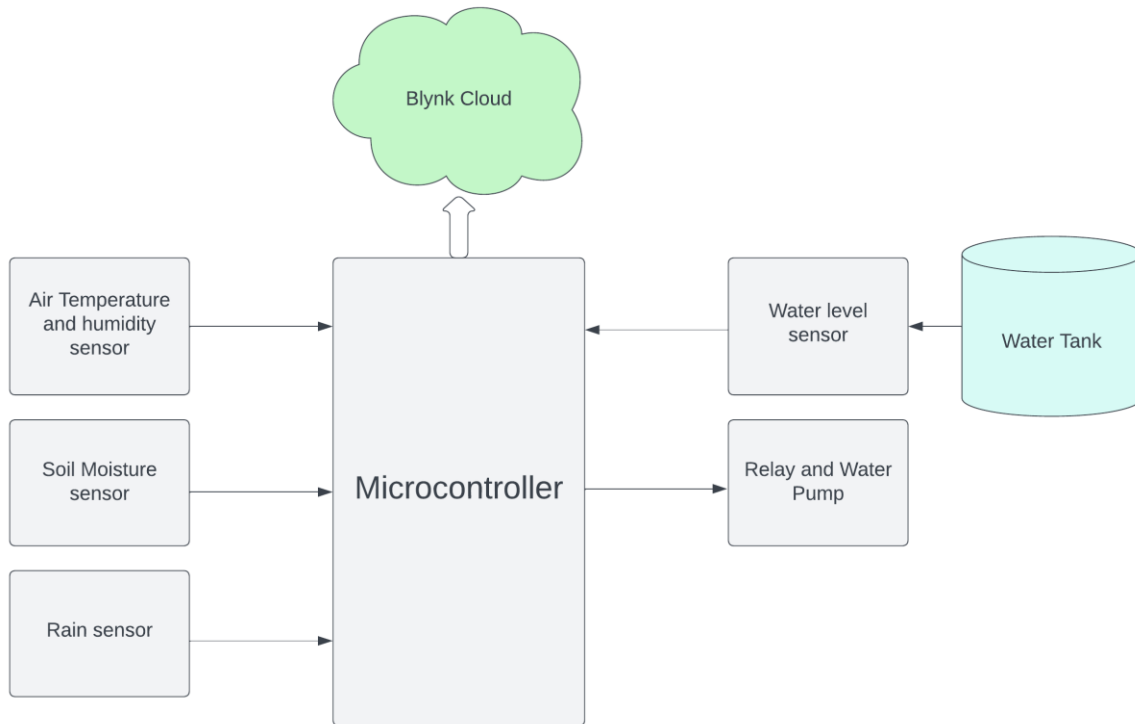 Blynk Cloud
Air Temperature
and humidity
sensor
Water level
sensor
Water Tank
Soil Moisture
sensor
Microcontroller
Relay and Water
Pump
Rain sensor